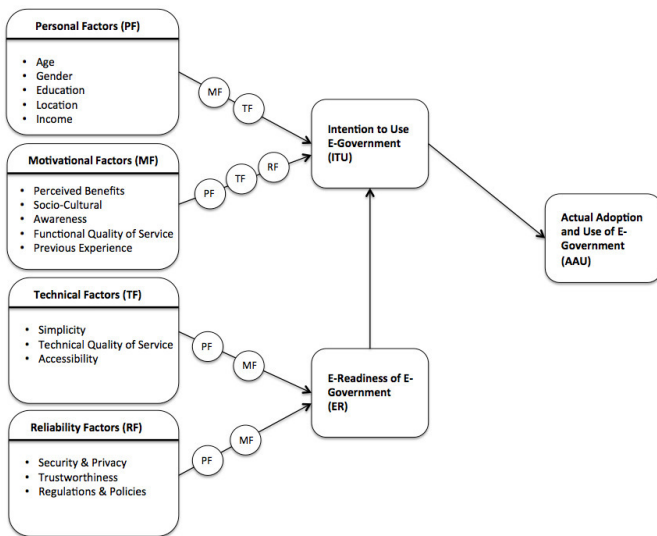 Personal Factors (PF)
• Age
• Gender
• Education
• Location
• Income
MF
TF
Motivational Factors (MF)
• Perceived Benefits
• Socio-Cultural
• Awareness
• Functional Quality of Service
• Previous Experience
PF
TF
RF
Intention to Use
E-Government
(ITU)
Actual Adoption
and Use of E-
Government
(AAU)
Technical Factors (TF)
• Simplicity
• Technical Quality of Service
• Accessibility
PF
MF
E-Readiness of E-
Government
(ER)
Reliability Factors (RF)
• Security & Privacy
• Trustworthiness
• Regulations & Policies
PF
MF